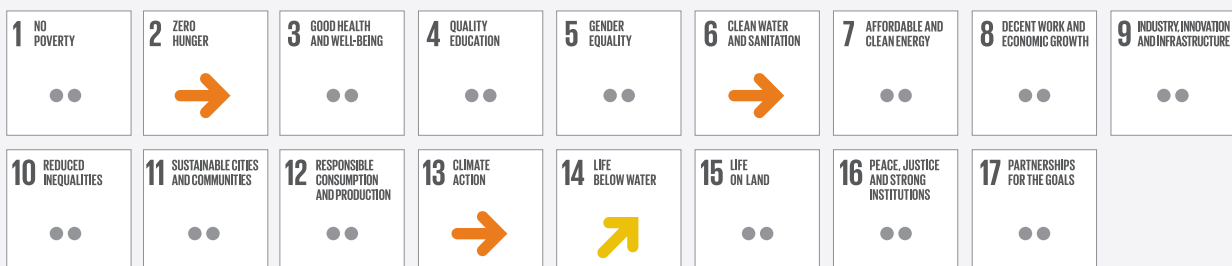 1 NO
POVERTY
2 ZERO
HUNGER
3 GOOD HEALTH
AND WELL-BEING
4 QUALITY
EDUCATION
5 GENDER
EQUALITY
6 CLEAN WATER
AND SANITATION
7 AFFORDABLE AND
CLEAN ENERGY
8 DECENT WORK AND
ECONOMIC GROWTH
9 INDUSTRY, INNOVATION
AND INFRASTRUCTURE
10 REDUCED
INEQUALITIES
11 SUSTAINABLE CITIES
AND COMMUNITIES
12 RESPONSIBLE
CONSUMPTION
AND PRODUCTION
13 CLIMATE
ACTION
14 LIFE
BELOW WATER
15 LIFE
ON LAND
16 PEACE, JUSTICE
AND STRONG
INSTITUTIONS
17 PARTNERSHIPS
FOR THE GOALS